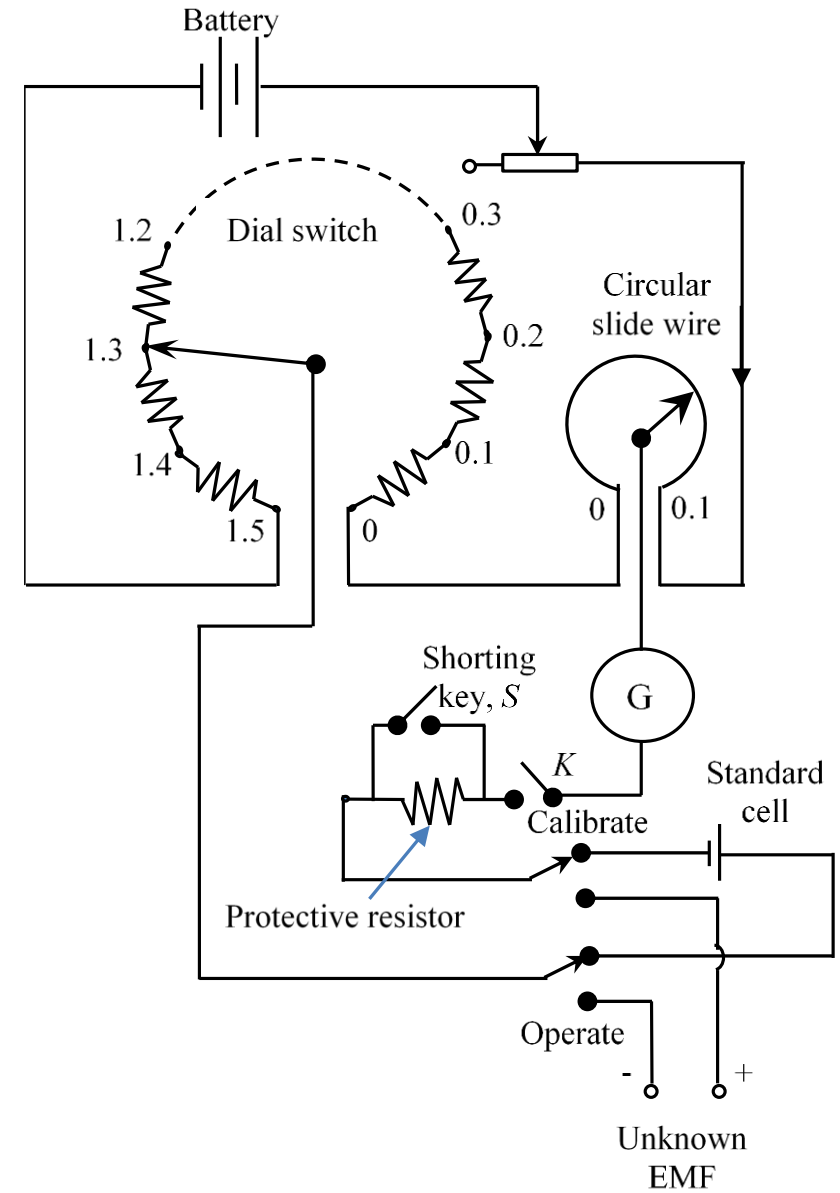 Battery
0.3
1.2
Dial switch
Circular
slide wire
0.2
1.3
0.1
1.4
0
0.1
1.5
0
Shorting
key, S
G
K
Standard
cell
Calibrate
Protective resistor
Operate
-
+
Unknown
EMF